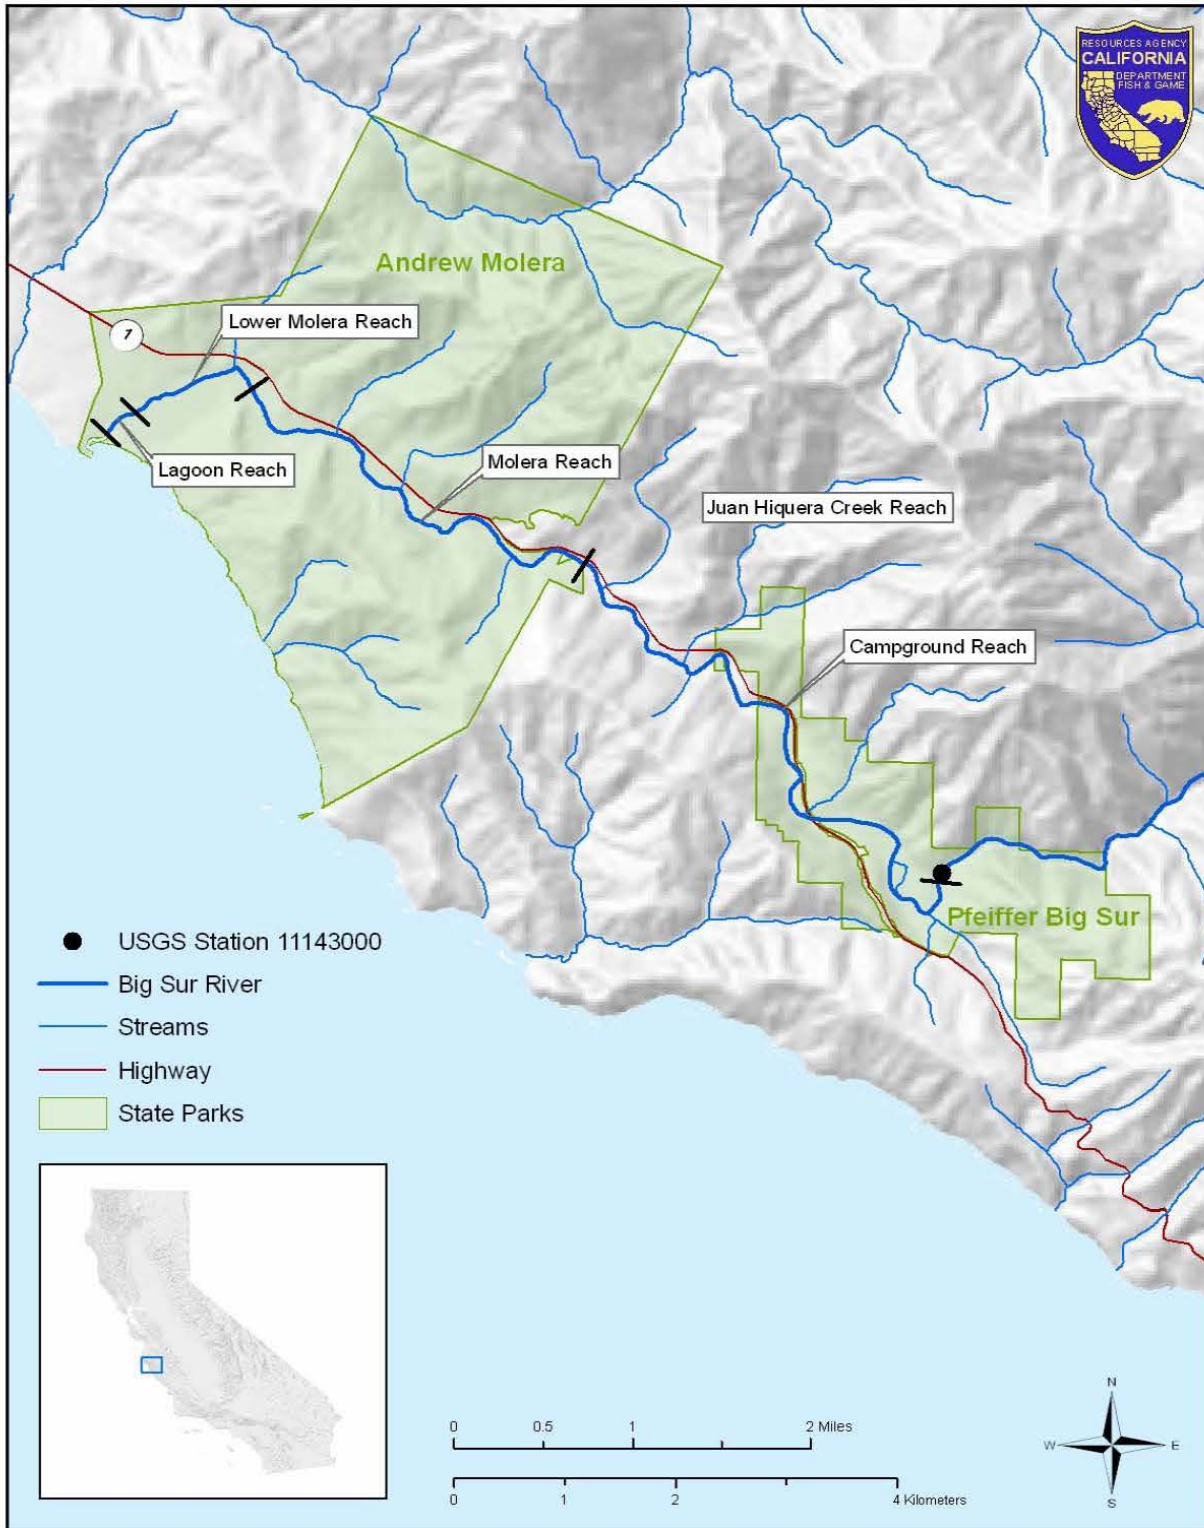 RESOURCES AGENCY
CALIFORNIA
DEPARTMENT
FISH & GAME
Andrew Molera
Lower Molera Reach
1
Lagoon Reach
Molera Reach
Juan Hiquera Creek Reach
Campground Reach
Pfeiffer Big Sur
USGS Station 11143000
Big Sur River
Streams
Highway
State Parks
0 0.5 1 2 Miles
0 1 2 4 Kilometers
N
W E
S